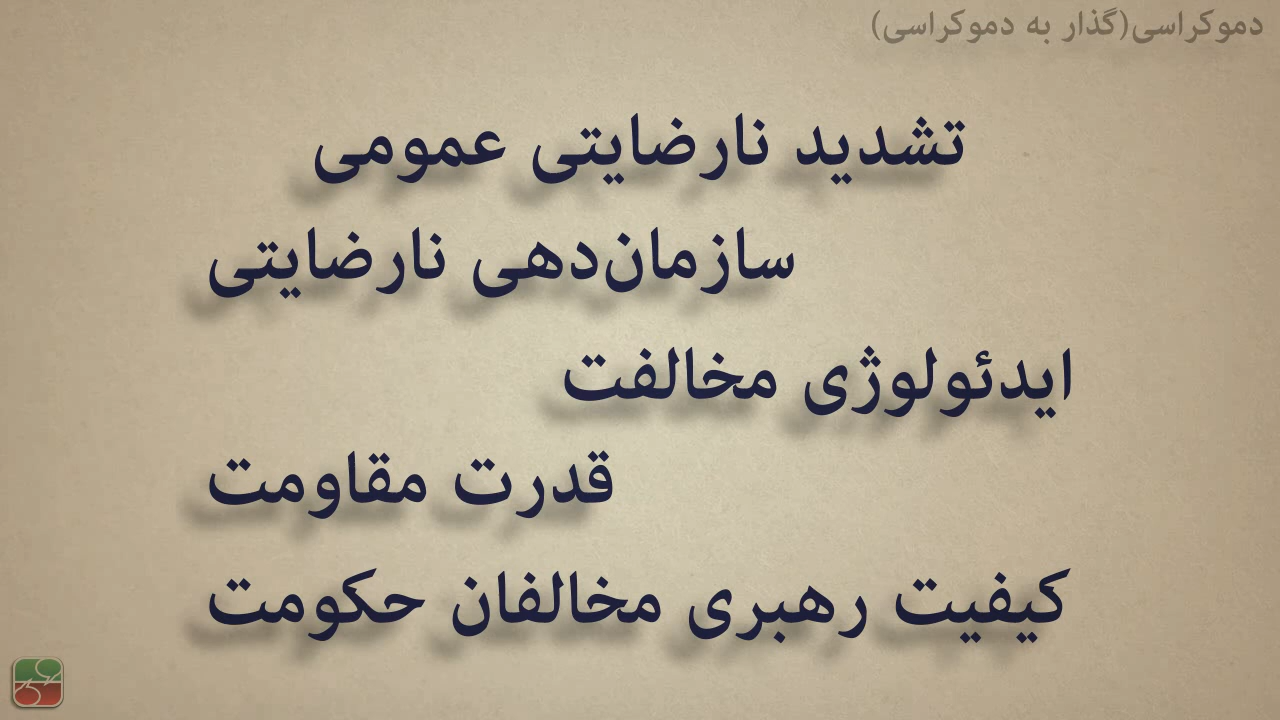 دموکراسی(گذار به دموکراسی)
تشدید نارضایتی عمومی
سازمان‌دهی نارضایتی
ایدئولوژی مخالفت
قدرت مقاومت
کیفیت رهبری مخالفان حکومت